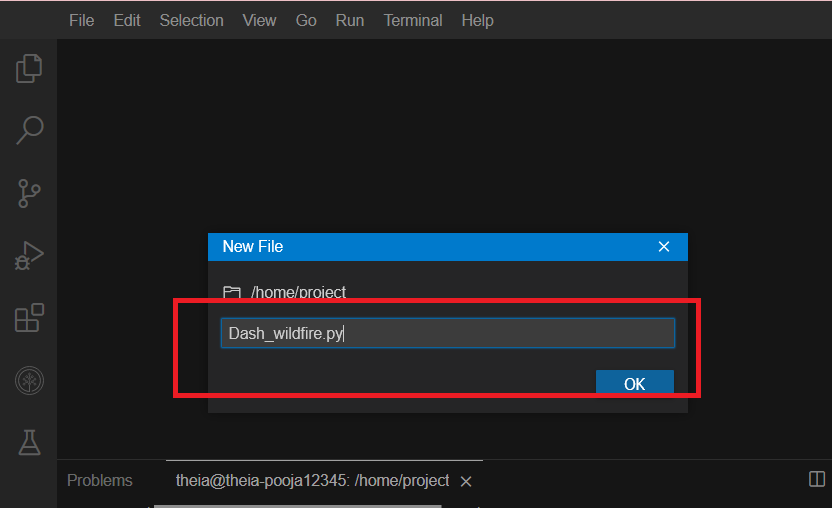 File Edit Selection View Go Run Terminal Help
New File
/home/project
Dash_wildfire.py
OK
Problems theia@theia-pooja12345: /home/project